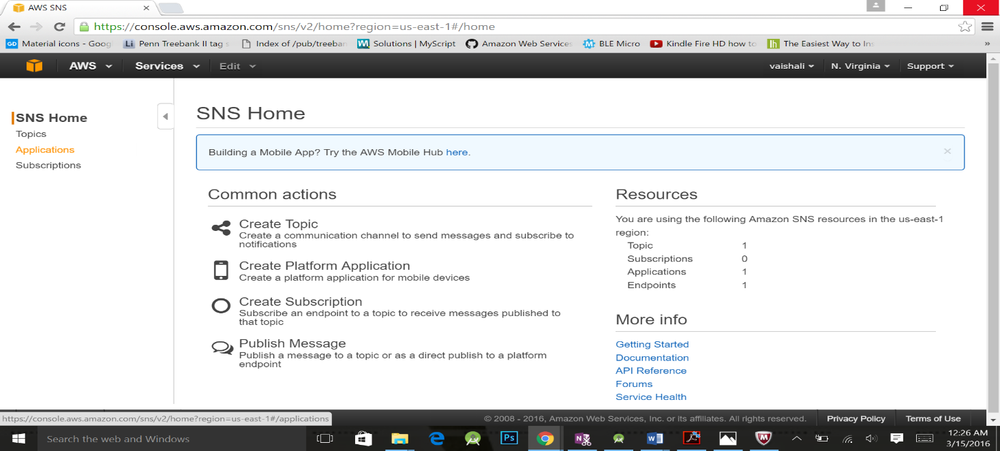 AWS SNS
https://console.aws.amazon.com/sns/v2/home?region=us-east-1#/home
GD Material icons - Goog
Li Penn Treebank II tag s
Index of /pub/treeban
Solutions | MyScript
Amazon Web Services
BLE Micro
Kindle Fire HD how to
The Easiest Way to Ins
»
AWS Services Edit vaishali N. Virginia Support
SNS Home
Topics
Applications
Subscriptions
SNS Home
Building a Mobile App? Try the AWS Mobile Hub here.
Common actions
Create Topic
Create a communication channel to send messages and subscribe to
notifications
Create Platform Application
Create a platform application for mobile devices
Create Subscription
Subscribe an endpoint to a topic to receive messages published to
that topic
Publish Message
Publish a message to a topic or as a direct publish to a platform
endpoint
Resources
You are using the following Amazon SNS resources in the us-east-1
region:
Topic 1
Subscriptions 0
Applications 1
Endpoints 1
More info
Getting Started
Documentation
API Reference
Forums
Service Health
https://console.aws.amazon.com/sns/v2/home?region=us-east-1#/applications
© 2008 - 2016, Amazon Web Services, Inc. or its affiliates. All rights reserved. Privacy Policy Terms of Use
Search the web and Windows
Ps
12:26 AM
3/15/2016